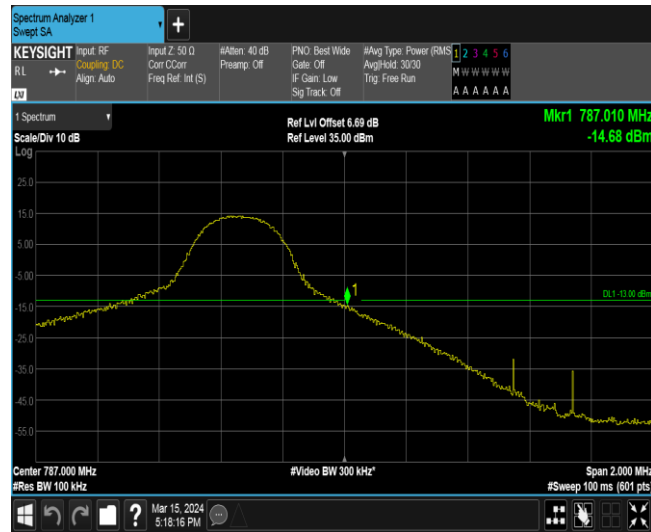 Spectrum Analyzer 1
Swept SA
KEYSIGHT
RL
LXI
Input: RF
Coupling: DC
Align: Auto
Input Z: 50 Ω
Corr CCorr
Freq Ref: Int (S)
#Atten: 40 dB
Preamp: Off
PNO: Best Wide
Gate: Off
IF Gain: Low
Sig Track: Off
#Avg Type: Power (RMS
Avg|Hold: 30/30
Trig: Free Run
1 2 3 4 5 6
M W W W W W
A A A A A A
1 Spectrum
Scale/Div 10 dB
Log
Ref Lvl Offset 6.69 dB
Ref Level 35.00 dBm
Mkr1 787.010 MHz
-14.68 dBm
25.0
15.0
5.00
-5.00
-15.0
-25.0
-35.0
-45.0
-55.0
1
DL1 -13.00 dBm
Center 787.000 MHz
#Res BW 100 kHz
#Video BW 300 kHz*
Span 2.000 MHz
#Sweep 100 ms (601 pts)
?
Mar 15, 2024
5:18:16 PM